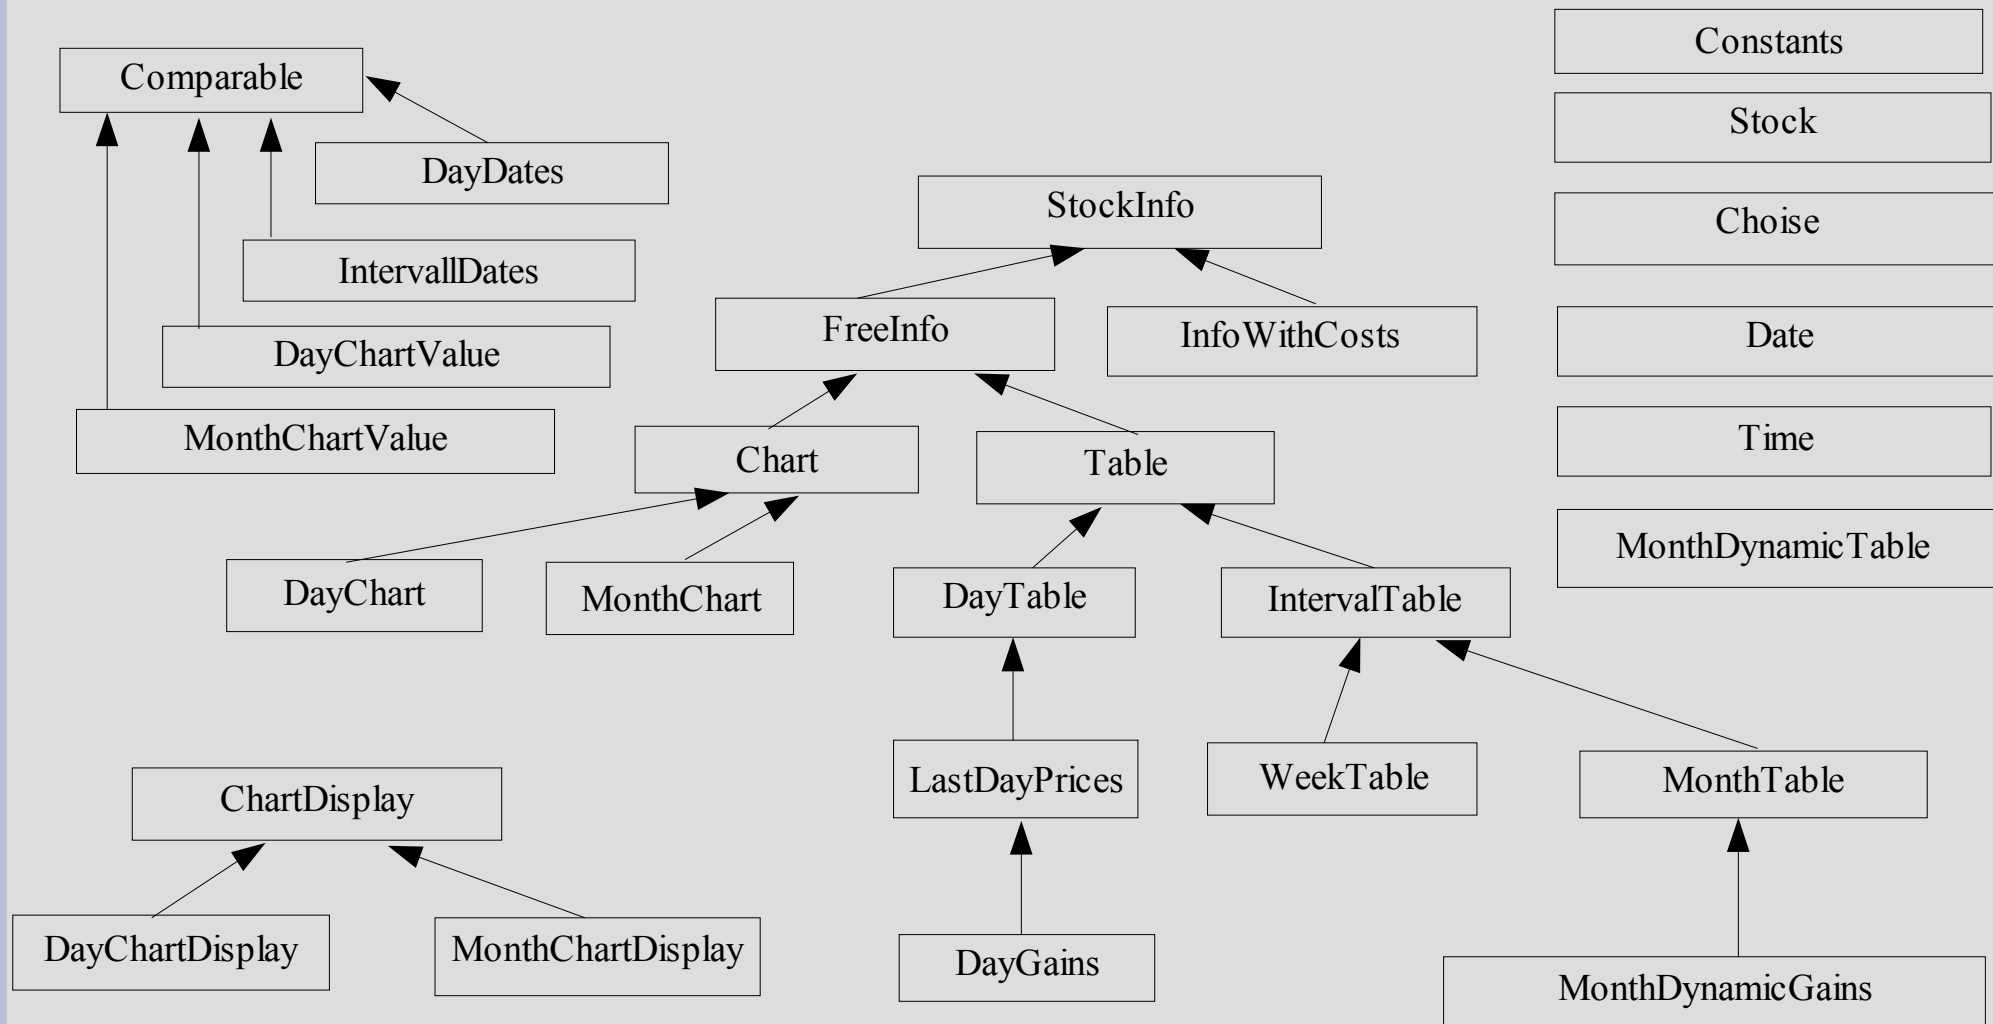 Constants
Comparable
Stock
DayDates
StockInfo
Choise
IntervallDates
FreeInfo
InfoWithCosts
Date
DayChartValue
MonthChartValue
Chart
Table
Time
MonthDynamicTable
DayChart
MonthChart
DayTable
IntervalTable
ChartDisplay
LastDayPrices
WeekTable
MonthTable
DayChartDisplay
MonthChartDisplay
DayGains
MonthDynamicGains